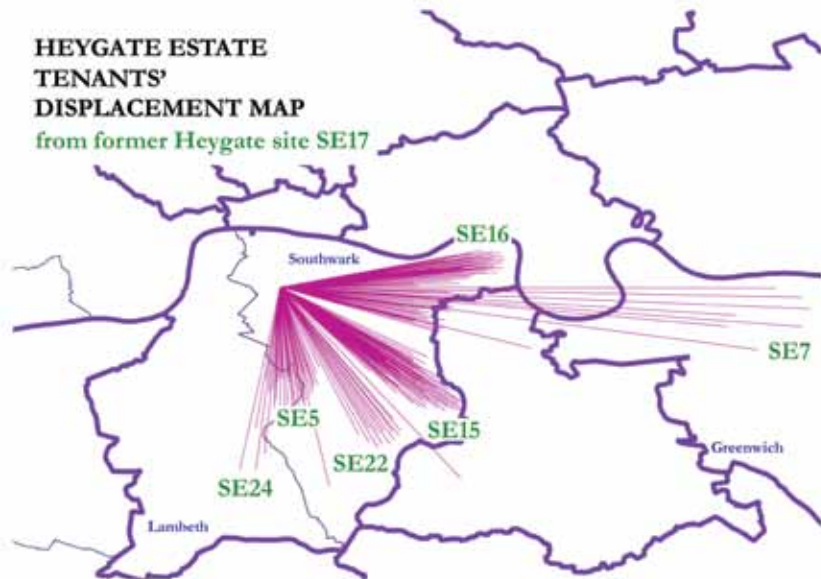 HEYGATE ESTATE
TENANTS'
DISPLACEMENT MAP
from former Heygate site SE17
SE16
Southwark
SE7
SE5
SE15
Greenwich
SE22
SE24
Lambeth